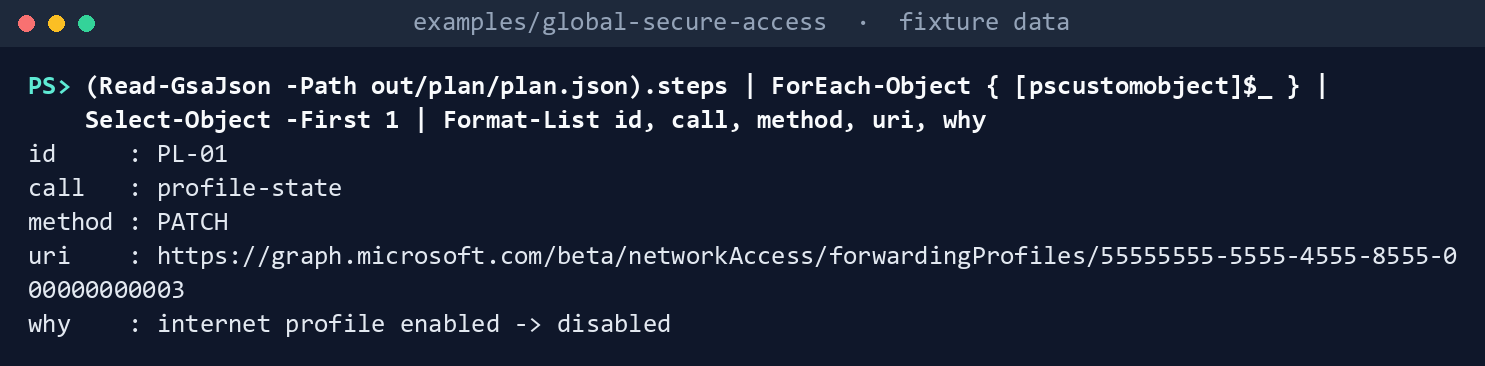 examples/global-secure-access · fixture data
PS> (Read-GsaJson -Path out/plan/plan.json).steps | ForEach-Object { [pscustomobject]$_ } |
    Select-Object -First 1 | Format-List id, call, method, uri, why
id     : PL-01
call   : profile-state
method : PATCH
uri    : https://graph.microsoft.com/beta/networkAccess/forwardingProfiles/55555555-5555-4555-8555-0
00000000003
why    : internet profile enabled -> disabled